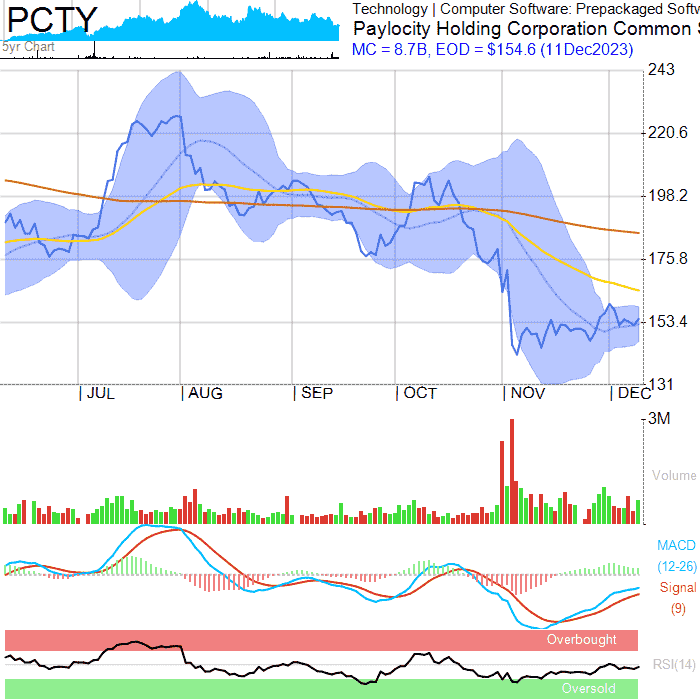 PCTY
5yr Chart
Technology | Computer Software: Prepackaged Softw
Paylocity Holding Corporation Common S
MC = 8.7B, EOD = $154.6 (11Dec2023)
243
220.6
198.2
175.8
153.4
131
JUL AUG SEP OCT NOV DEC
3M
Volume
MACD
(12-26)
Signal
(9)
Overbought
RSI(14)
Oversold